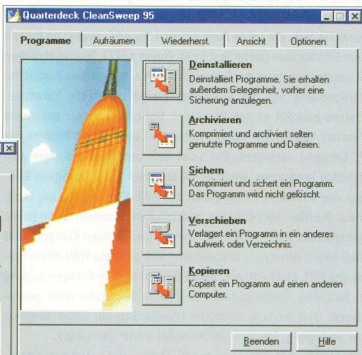 Quarterdeck CleanSweep 95
Programme Aufräumen Wiederherst. Ansicht Optionen
Deinstallieren
Deinstalliert Programme. Sie erhalten
außerdem Gelegenheit, vorher eine
Sicherung anzulegen.
Archivieren
Komprimiert und archiviert selten
genutzte Programme und Dateien.
Sichern
Komprimiert und sichert ein Programm.
Das Programm wird nicht gelöscht.
Verschieben
Verlagert ein Programm in ein anderes
Laufwerk oder Verzeichnis.
Kopieren
Kopiert ein Programm auf einen anderen
Computer.
Beenden Hilfe